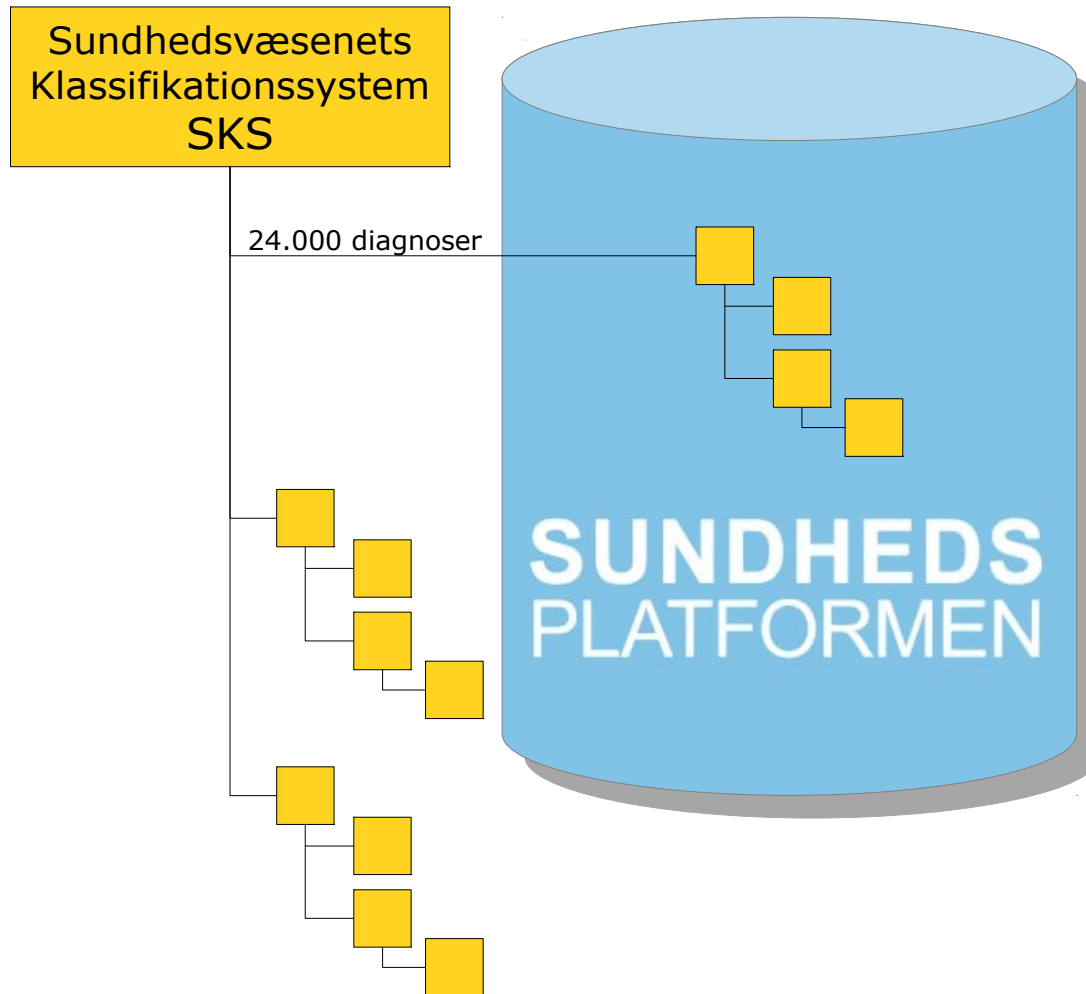 Sundhedsvæsenets
Klassifikationssystem
SKS
24.000 diagnoser
SUNDHEDS
PLATFORMEN